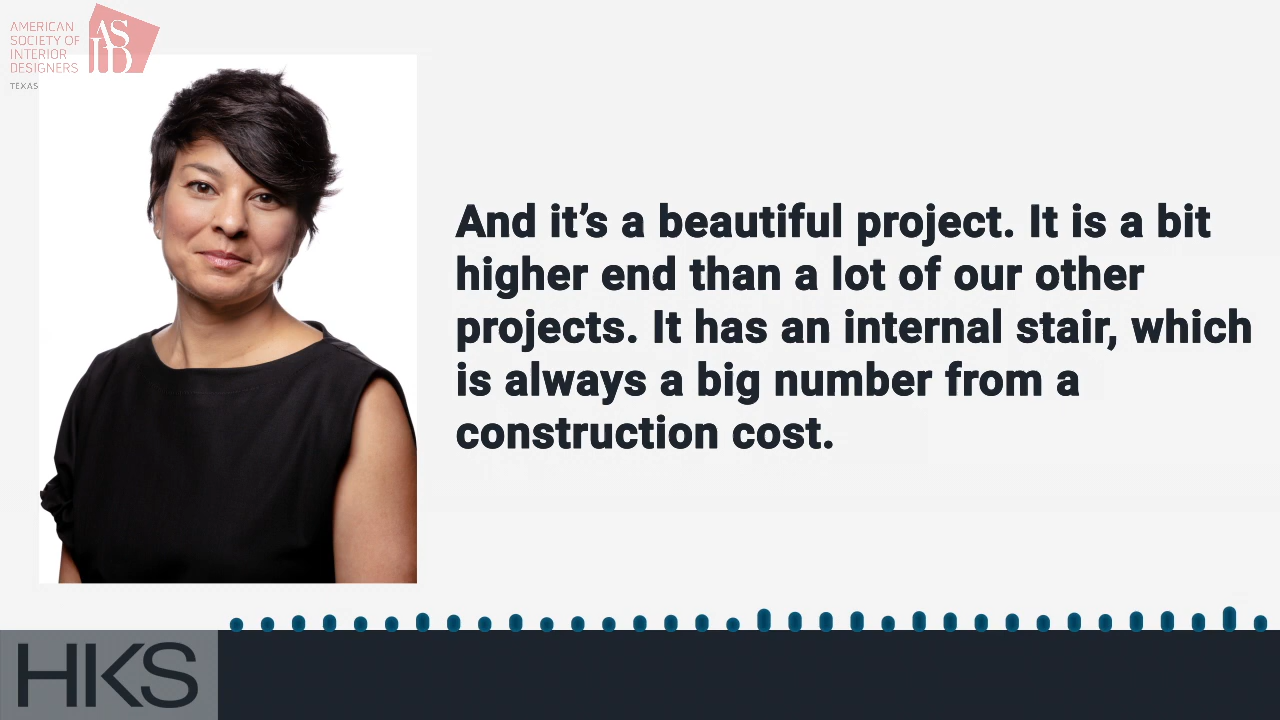 AMERICAN
SOCIETY OF
INTERIOR
DESIGNERS
ASID
TEXAS
And it’s a beautiful project. It is a bit
higher end than a lot of our other
projects. It has an internal stair, which
is always a big number from a
construction cost.
HKS